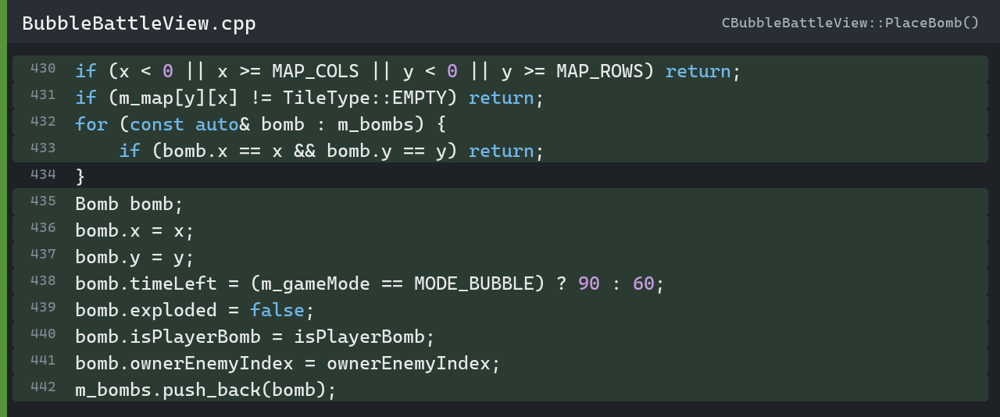 BubbleBattleView.cpp
CBubbleBattleView::PlaceBomb()
430 if (x < 0 || x >= MAP_COLS || y < 0 || y >= MAP_ROWS) return;
431 if (m_map[y][x] != TileType::EMPTY) return;
432 for (const auto& bomb : m_bombs) {
433     if (bomb.x == x && bomb.y == y) return;
434 }
435 Bomb bomb;
436 bomb.x = x;
437 bomb.y = y;
438 bomb.timeLeft = (m_gameMode == MODE_BUBBLE) ? 90 : 60;
439 bomb.exploded = false;
440 bomb.isPlayerBomb = isPlayerBomb;
441 bomb.ownerEnemyIndex = ownerEnemyIndex;
442 m_bombs.push_back(bomb);